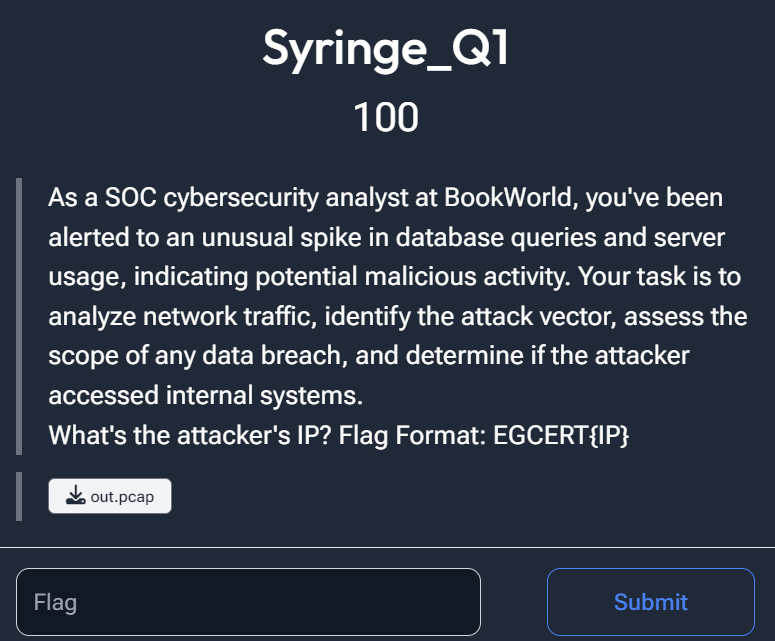 Syringe_Q1
100
As a SOC cybersecurity analyst at BookWorld, you've been
alerted to an unusual spike in database queries and server
usage, indicating potential malicious activity. Your task is to
analyze network traffic, identify the attack vector, assess the
scope of any data breach, and determine if the attacker
accessed internal systems.
What's the attacker's IP? Flag Format: EGCERT{IP}
out.pcap
Flag
Submit